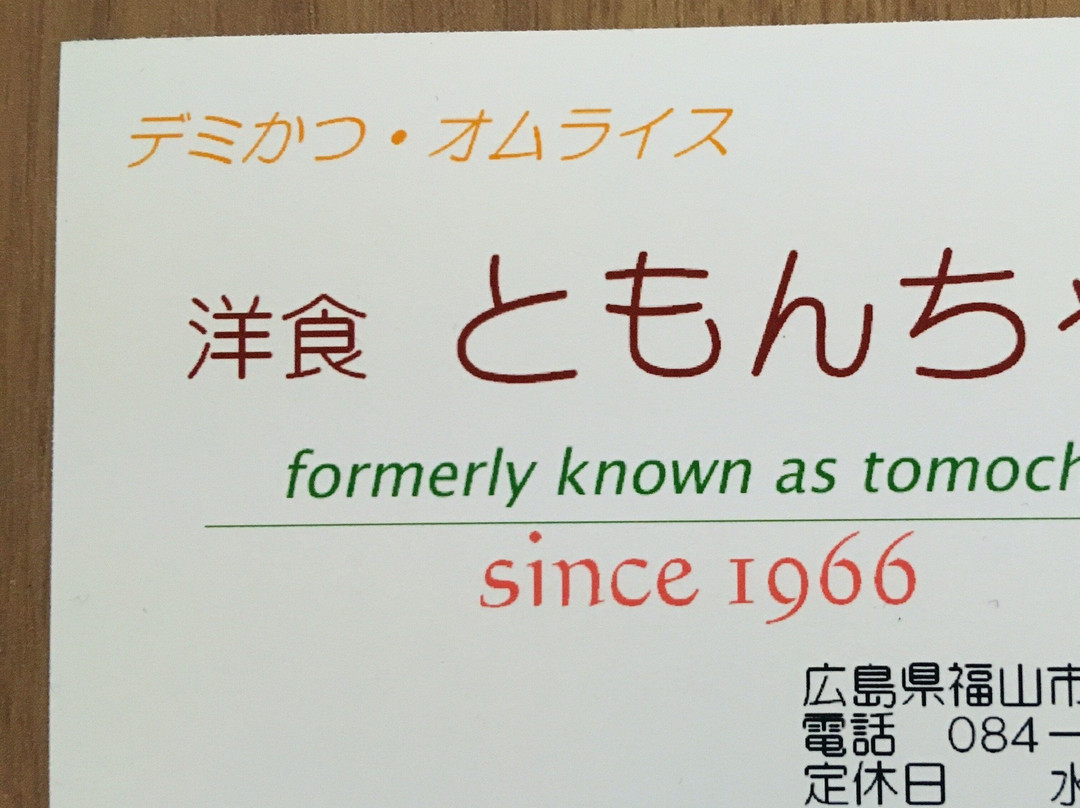 デミかつ・オムライス
洋食 ともんち
formerly known as tomoch
since 1966
広島県福山市
電話 084-
定休日 水